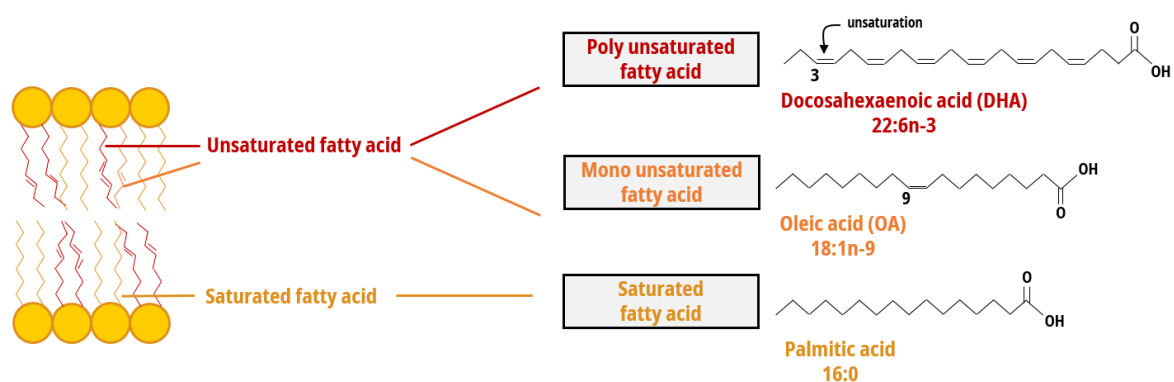 unsaturation
Poly unsaturated
fatty acid
O
OH
3
Docosahexaenoic acid (DHA)
22:6n-3
Unsaturated fatty acid
Mono unsaturated
fatty acid
OH
O
9
Oleic acid (OA)
18:1n-9
Saturated fatty acid
Saturated
fatty acid
O
OH
Palmitic acid
16:0